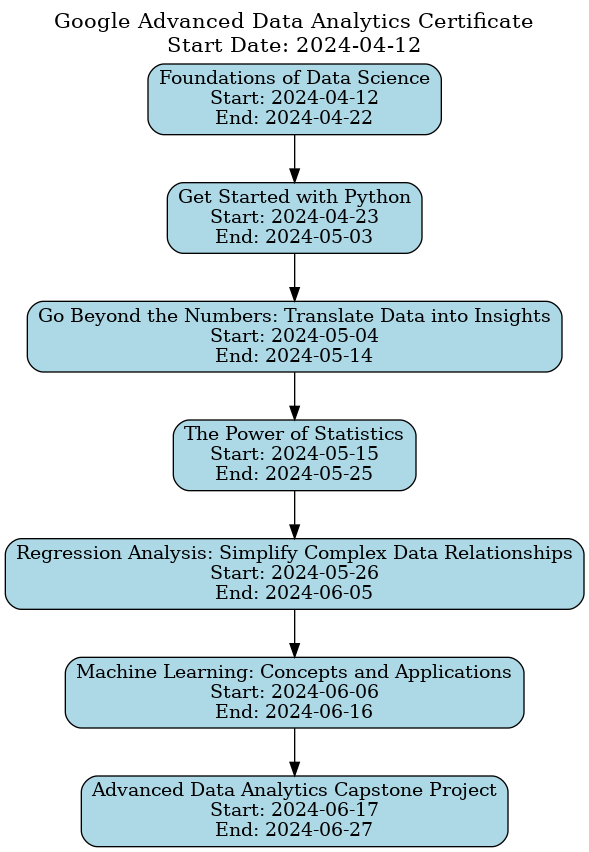 Google Advanced Data Analytics Certificate
Start Date: 2024-04-12
Foundations of Data Science
Start: 2024-04-12
End: 2024-04-22
Get Started with Python
Start: 2024-04-23
End: 2024-05-03
Go Beyond the Numbers: Translate Data into Insights
Start: 2024-05-04
End: 2024-05-14
The Power of Statistics
Start: 2024-05-15
End: 2024-05-25
Regression Analysis: Simplify Complex Data Relationships
Start: 2024-05-26
End: 2024-06-05
Machine Learning: Concepts and Applications
Start: 2024-06-06
End: 2024-06-16
Advanced Data Analytics Capstone Project
Start: 2024-06-17
End: 2024-06-27